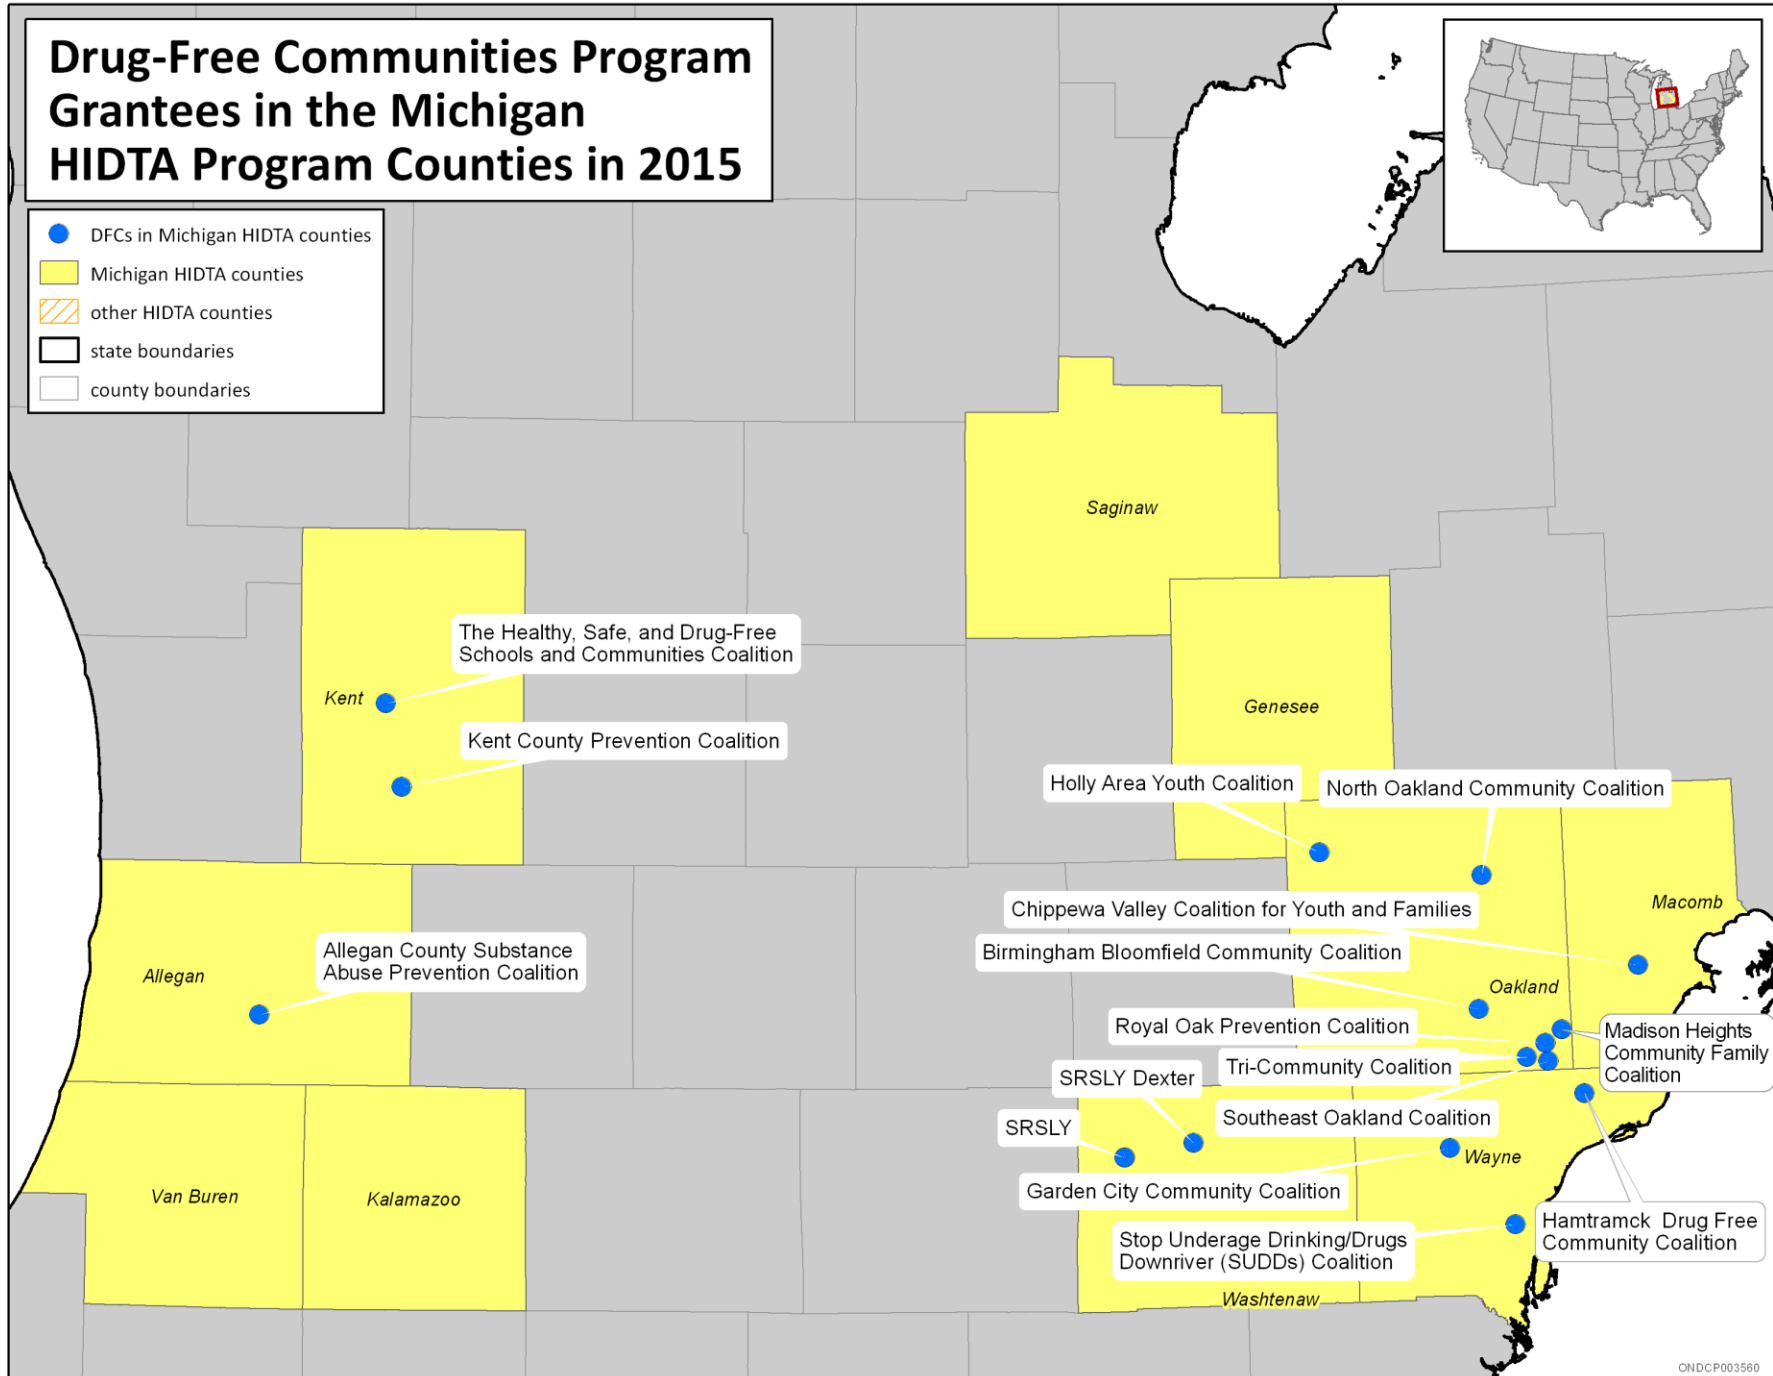 Drug-Free Communities Program
Grantees in the Michigan
HIDTA Program Counties in 2015
DFCs in Michigan HIDTA counties
Michigan HIDTA counties
other HIDTA counties
state boundaries
county boundaries
Saginaw
The Healthy, Safe, and Drug-Free
Schools and Communities Coalition
Kent
Genesee
Kent County Prevention Coalition
Holly Area Youth Coalition
North Oakland Community Coalition
Macomb
Chippewa Valley Coalition for Youth and Families
Birmingham Bloomfield Community Coalition
Allegan County Substance
Abuse Prevention Coalition
Allegan
Oakland
Royal Oak Prevention Coalition
Madison Heights
Community Family
Coalition
Tri-Community Coalition
SRSLY Dexter
Southeast Oakland Coalition
SRSLY
Wayne
Garden City Community Coalition
Van Buren
Kalamazoo
Hamtramck Drug Free
Community Coalition
Stop Underage Drinking/Drugs
Downriver (SUDDs) Coalition
Washtenaw
ONDCP003560